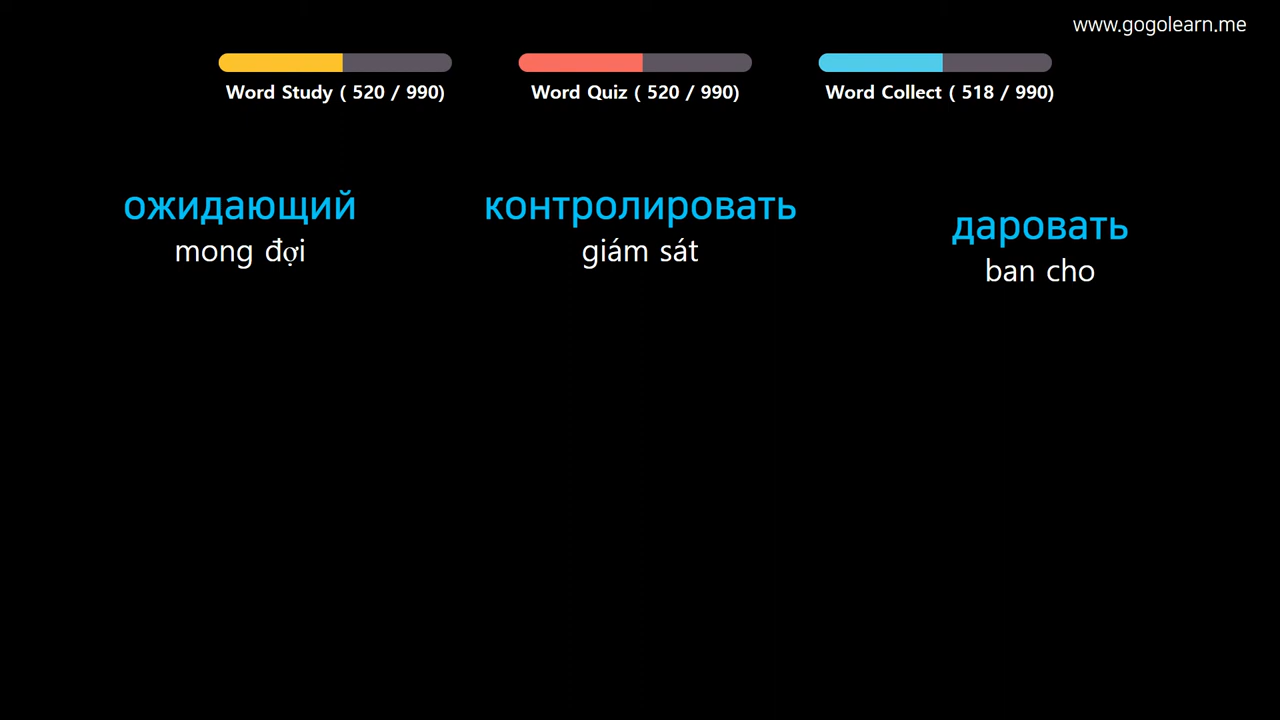 www.gogolearn.me
Word Study ( 520 / 990)
Word Quiz ( 520 / 990)
Word Collect ( 518 / 990)
ожидающий
mong đợi
контролировать
giám sát
даровать
ban cho